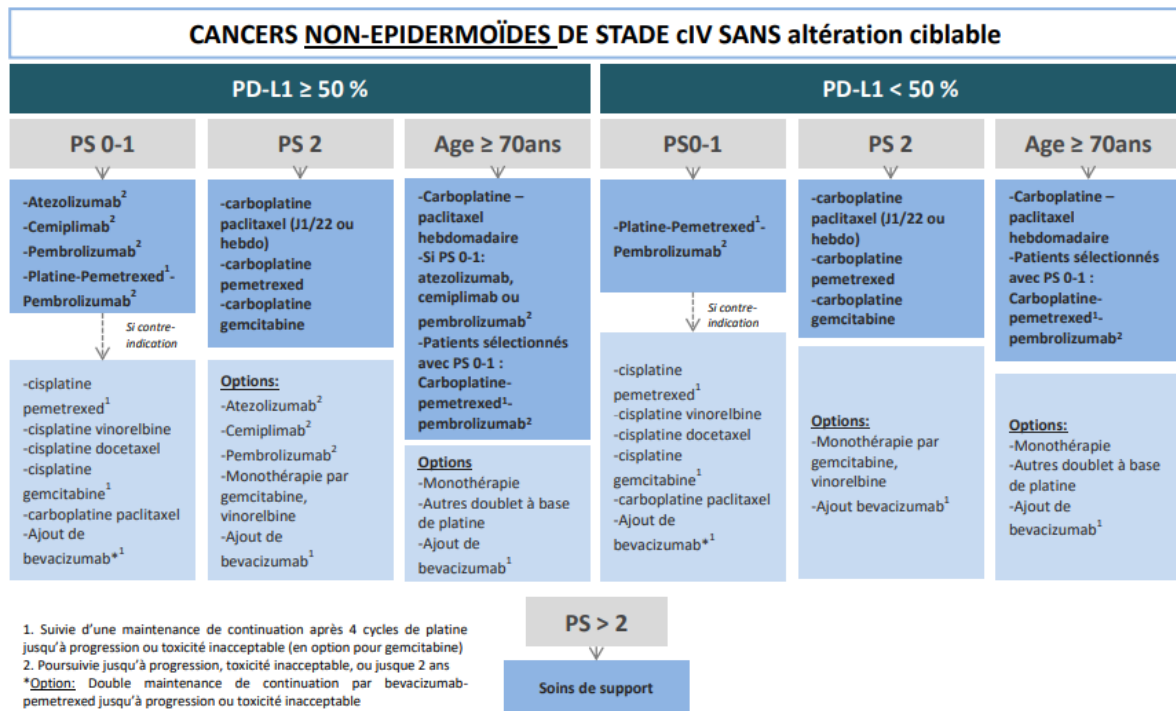 CANCERS NON-EPIDERMOÏDES DE STADE cIV SANS altération ciblable
PD-L1 ≥ 50 %
PS 0-1
-Atezolizumab²
-Cemiplimab²
-Pembrolizumab²
-Platine-Pemetrexed¹-
Pembrolizumab²
Si contre-
indication
-cisplatine
pemetrexed¹
-cisplatine vinorelbine
-cisplatine docetaxel
-cisplatine
gemcitabine¹
-carboplatine paclitaxel
-Ajout de
bevacizumab*¹
PS 2
-carboplatine
paclitaxel (J1/22 ou
hebdo)
-carboplatine
pemetrexed
-carboplatine
gemcitabine
Options:
-Atezolizumab²
-Cemiplimab²
-Pembrolizumab²
-Monothérapie par
gemcitabine,
vinorelbine
-Ajout de
bevacizumab¹
Age ≥ 70ans
-Carboplatine –
paclitaxel
hebdomadaire
-Si PS 0-1:
atezolizumab,
cemiplimab ou
pembrolizumab²
-Patients sélectionnés
avec PS 0-1 :
Carboplatine-
pemetrexed¹-
pembrolizumab²
Options
-Monothérapie
-Autres doublet à base
de platine
-Ajout de
bevacizumab¹
PD-L1 < 50 %
PS0-1
-Platine-Pemetrexed¹-
Pembrolizumab²
Si contre-
indication
-cisplatine
pemetrexed¹
-cisplatine vinorelbine
-cisplatine docetaxel
-cisplatine
gemcitabine¹
-carboplatine paclitaxel
-Ajout de
bevacizumab*¹
PS 2
-carboplatine
paclitaxel (J1/22 ou
hebdo)
-carboplatine
pemetrexed
-carboplatine
gemcitabine
Options:
-Monothérapie par
gemcitabine,
vinorelbine
-Ajout bevacizumab¹
Age ≥ 70ans
-Carboplatine –
paclitaxel
hebdomadaire
-Patients sélectionnés
avec PS 0-1 :
Carboplatine-
pemetrexed¹-
pembrolizumab²
Options:
-Monothérapie
-Autres doublet à base
de platine
-Ajout de
bevacizumab¹
1. Suivie d'une maintenance de continuation après 4 cycles de platine
jusqu'à progression ou toxicité inacceptable (en option pour gemcitabine)
2. Poursuivie jusqu'à progression, toxicité inacceptable, ou jusque 2 ans
*Option: Double maintenance de continuation par bevacizumab-
pemetrexed jusqu'à progression ou toxicité inacceptable
PS > 2
Soins de support